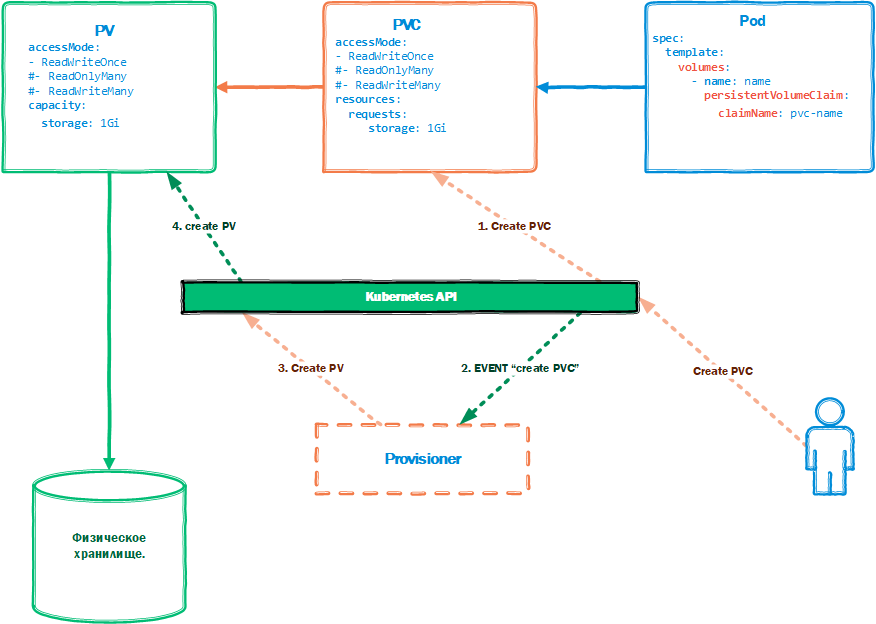 PV
accessMode:
- ReadWriteOnce
#- ReadOnlyMany
#- ReadWriteMany
capacity:
storage: 1Gi
PVC
accessMode:
- ReadWriteOnce
#- ReadOnlyMany
#- ReadWriteMany
resources:
requests:
storage: 1Gi
Pod
spec:
template:
volumes:
- name: name
persistentVolumeClaim:
claimName: pvc-name
4. create PV
1. Create PVC
Kubernetes API
3. Create PV
2. EVENT “create PVC”
Create PVC
Provisioner
Физическое
хранилище.